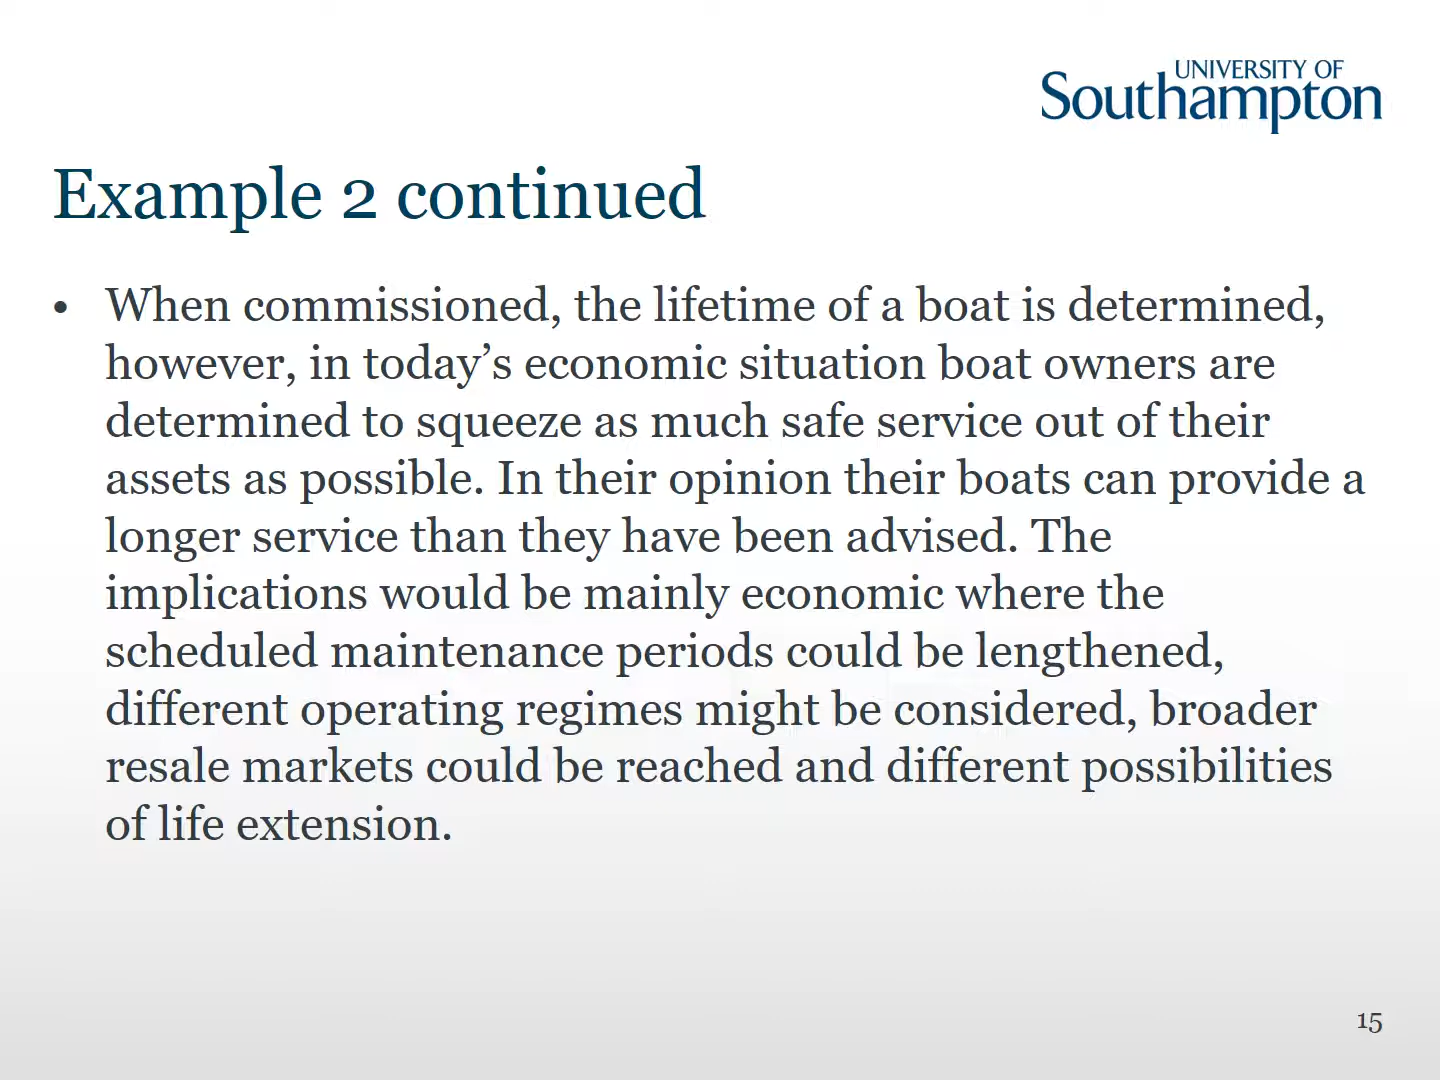 UNIVERSITY OF
Southampton
Example 2 continued
• When commissioned, the lifetime of a boat is determined,
however, in today’s economic situation boat owners are
determined to squeeze as much safe service out of their
assets as possible. In their opinion their boats can provide a
longer service than they have been advised. The
implications would be mainly economic where the
scheduled maintenance periods could be lengthened,
different operating regimes might be considered, broader
resale markets could be reached and different possibilities
of life extension.
15